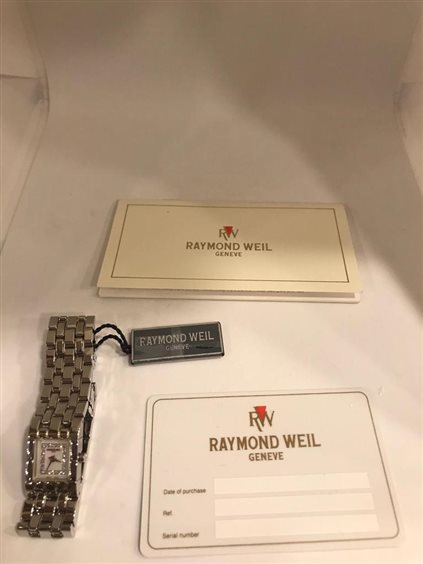 RW
RAYMOND WEIL
GENEVE
RAYMOND WEIL
GENEVE
RW
RAYMOND WEIL
GENEVE
Date of purchase
Ref.
Serial number